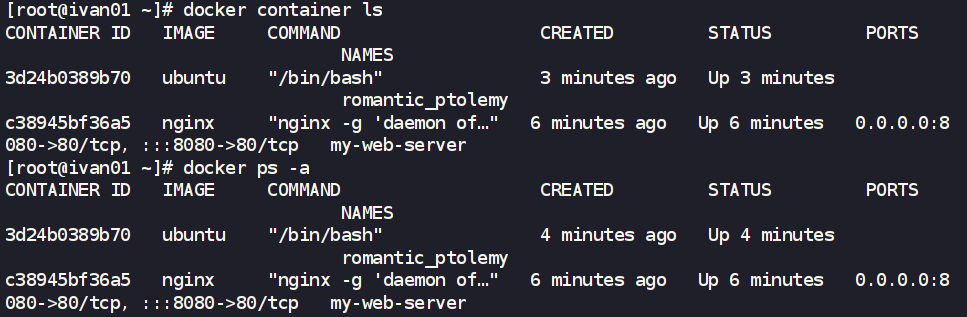 [root@ivan01 ~]# docker container ls
CONTAINER ID   IMAGE     COMMAND                  CREATED         STATUS         PORTS
                                NAMES
3d24b0389b70   ubuntu    "/bin/bash"              3 minutes ago   Up 3 minutes
                                romantic_ptolemy
c38945bf36a5   nginx     "nginx -g 'daemon of…"   6 minutes ago   Up 6 minutes   0.0.0.0:8
080->80/tcp, :::8080->80/tcp   my-web-server
[root@ivan01 ~]# docker ps -a
CONTAINER ID   IMAGE     COMMAND                  CREATED         STATUS         PORTS
                                NAMES
3d24b0389b70   ubuntu    "/bin/bash"              4 minutes ago   Up 4 minutes
                                romantic_ptolemy
c38945bf36a5   nginx     "nginx -g 'daemon of…"   6 minutes ago   Up 6 minutes   0.0.0.0:8
080->80/tcp, :::8080->80/tcp   my-web-server